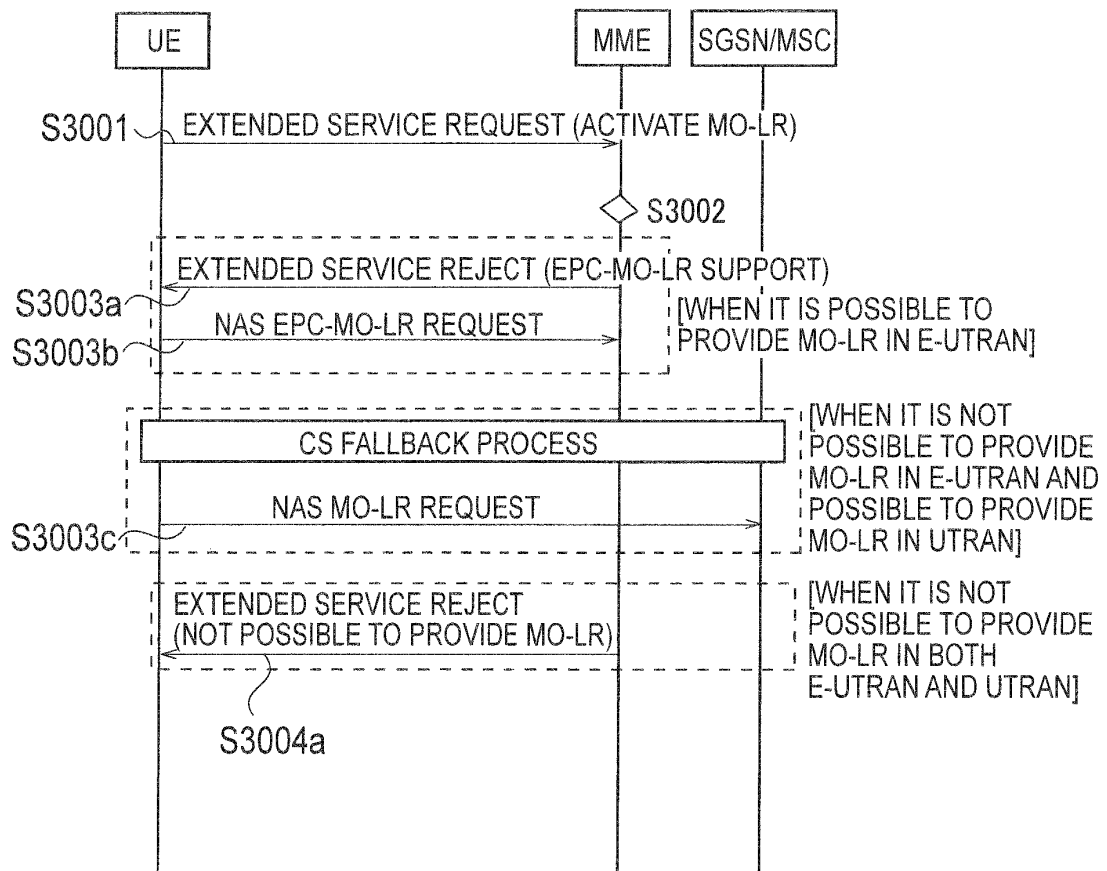 UE
MME
SGSN/MSC
S3001
EXTENDED SERVICE REQUEST (ACTIVATE MO-LR)
S3002
EXTENDED SERVICE REJECT (EPC-MO-LR SUPPORT)
S3003a
NAS EPC-MO-LR REQUEST
S3003b
[WHEN IT IS POSSIBLE TO
PROVIDE MO-LR IN E-UTRAN]
CS FALLBACK PROCESS
NAS MO-LR REQUEST
S3003c
[WHEN IT IS NOT
POSSIBLE TO PROVIDE
MO-LR IN E-UTRAN AND
POSSIBLE TO PROVIDE
MO-LR IN UTRAN]
EXTENDED SERVICE REJECT
(NOT POSSIBLE TO PROVIDE MO-LR)
S3004a
[WHEN IT IS NOT
POSSIBLE TO PROVIDE
MO-LR IN BOTH
E-UTRAN AND UTRAN]